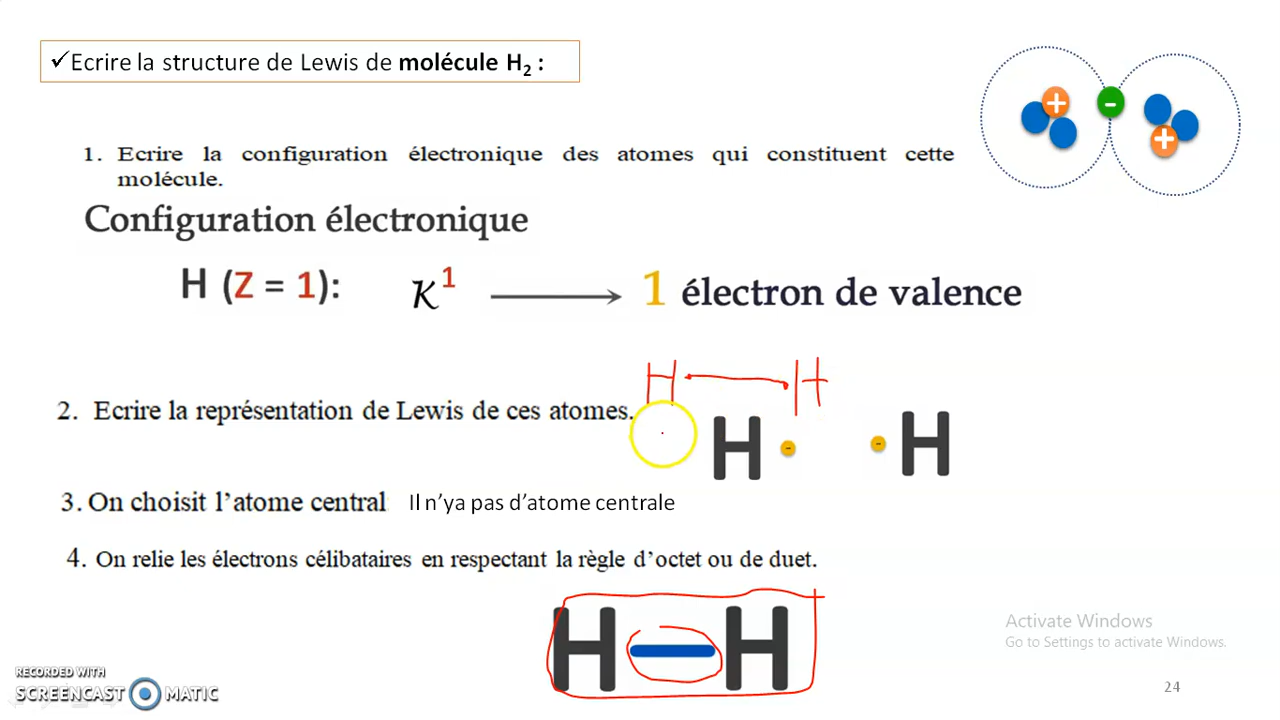 ✓Ecrire la structure de Lewis de molécule H₂ :
+ - +
1. Ecrire la configuration électronique des atomes qui constituent cette
molécule.
Configuration électronique
H (Z = 1): K¹ → 1 électron de valence
H H
2. Ecrire la représentation de Lewis de ces atomes.
H - - H
3. On choisit l'atome central Il n'ya pas d'atome centrale
4. On relie les électrons célibataires en respectant la règle d'octet ou de duet.
H — H
Activate Windows
Go to Settings to activate Windows.
RECORDED WITH
SCREENCAST MATIC
24